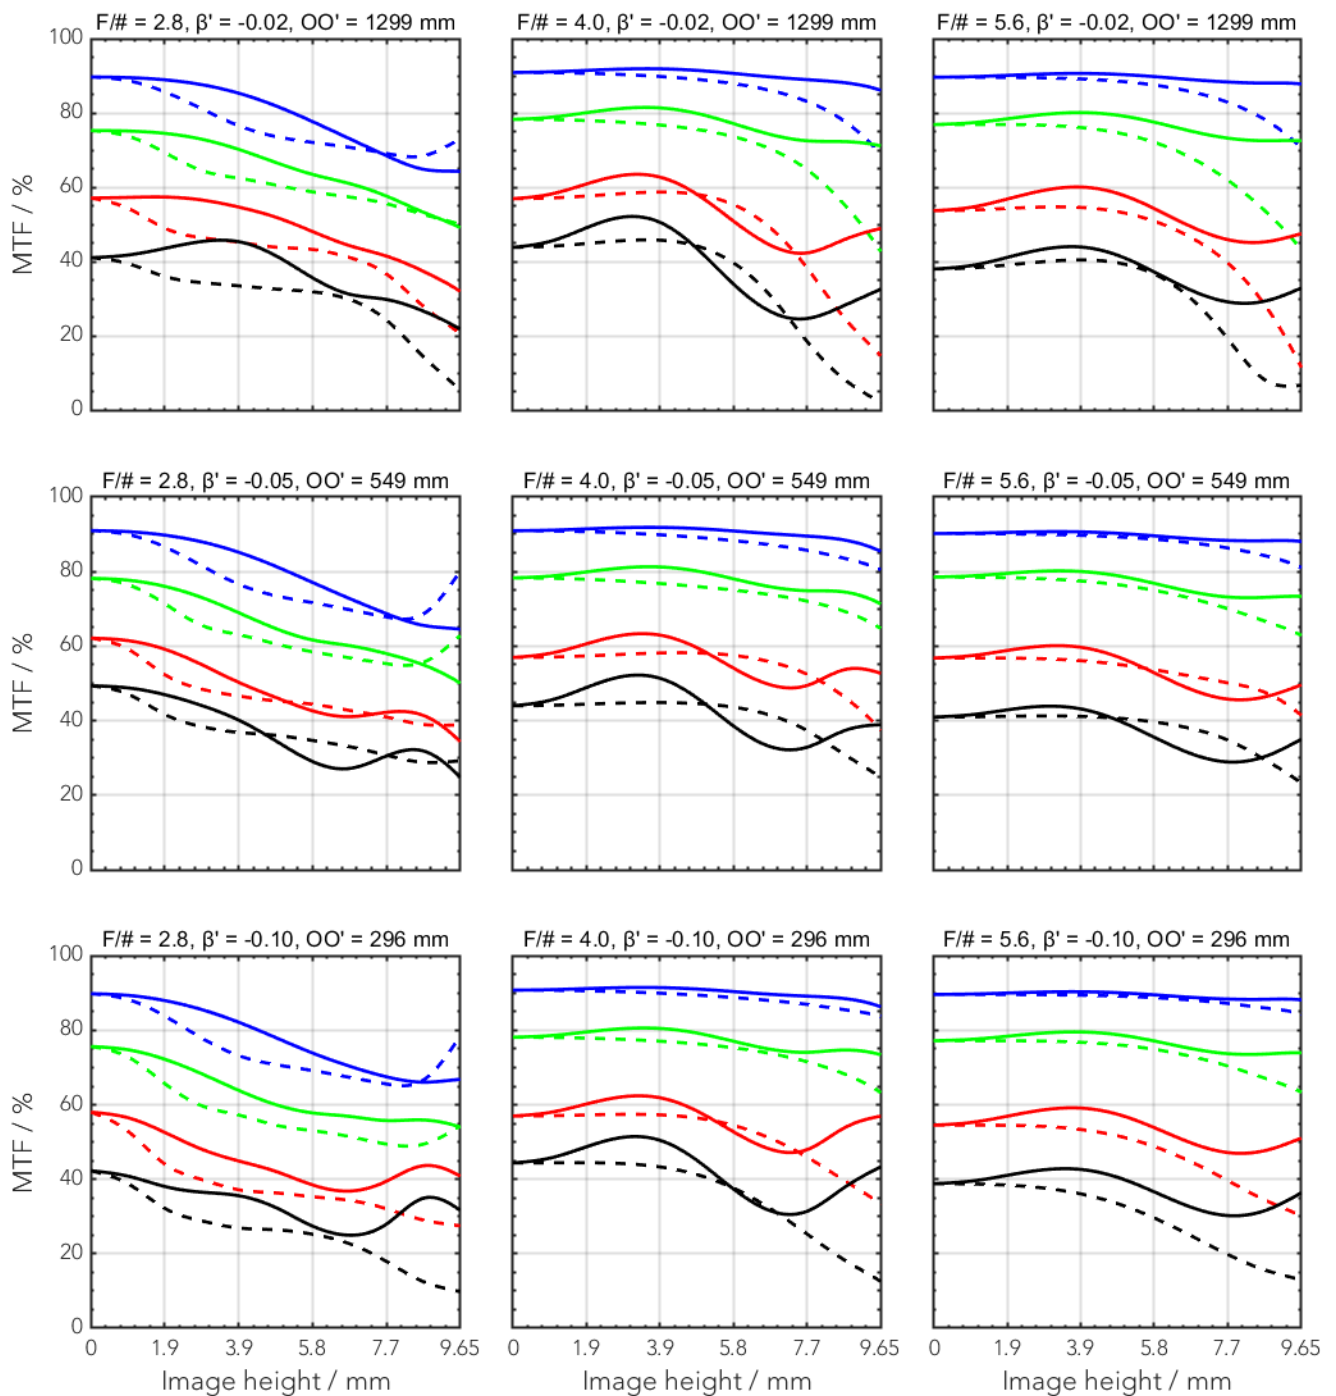 F/# = 2.8, β' = -0.02, OO' = 1299 mm
F/# = 4.0, β' = -0.02, OO' = 1299 mm
F/# = 5.6, β' = -0.02, OO' = 1299 mm
100
80
60
40
20
0
MTF / %
F/# = 2.8, β' = -0.05, OO' = 549 mm
F/# = 4.0, β' = -0.05, OO' = 549 mm
F/# = 5.6, β' = -0.05, OO' = 549 mm
100
80
60
40
20
0
MTF / %
F/# = 2.8, β' = -0.10, OO' = 296 mm
F/# = 4.0, β' = -0.10, OO' = 296 mm
F/# = 5.6, β' = -0.10, OO' = 296 mm
100
80
60
40
20
0
MTF / %
0 1.9 3.9 5.8 7.7 9.65
0 1.9 3.9 5.8 7.7 9.65
0 1.9 3.9 5.8 7.7 9.65
Image height / mm
Image height / mm
Image height / mm